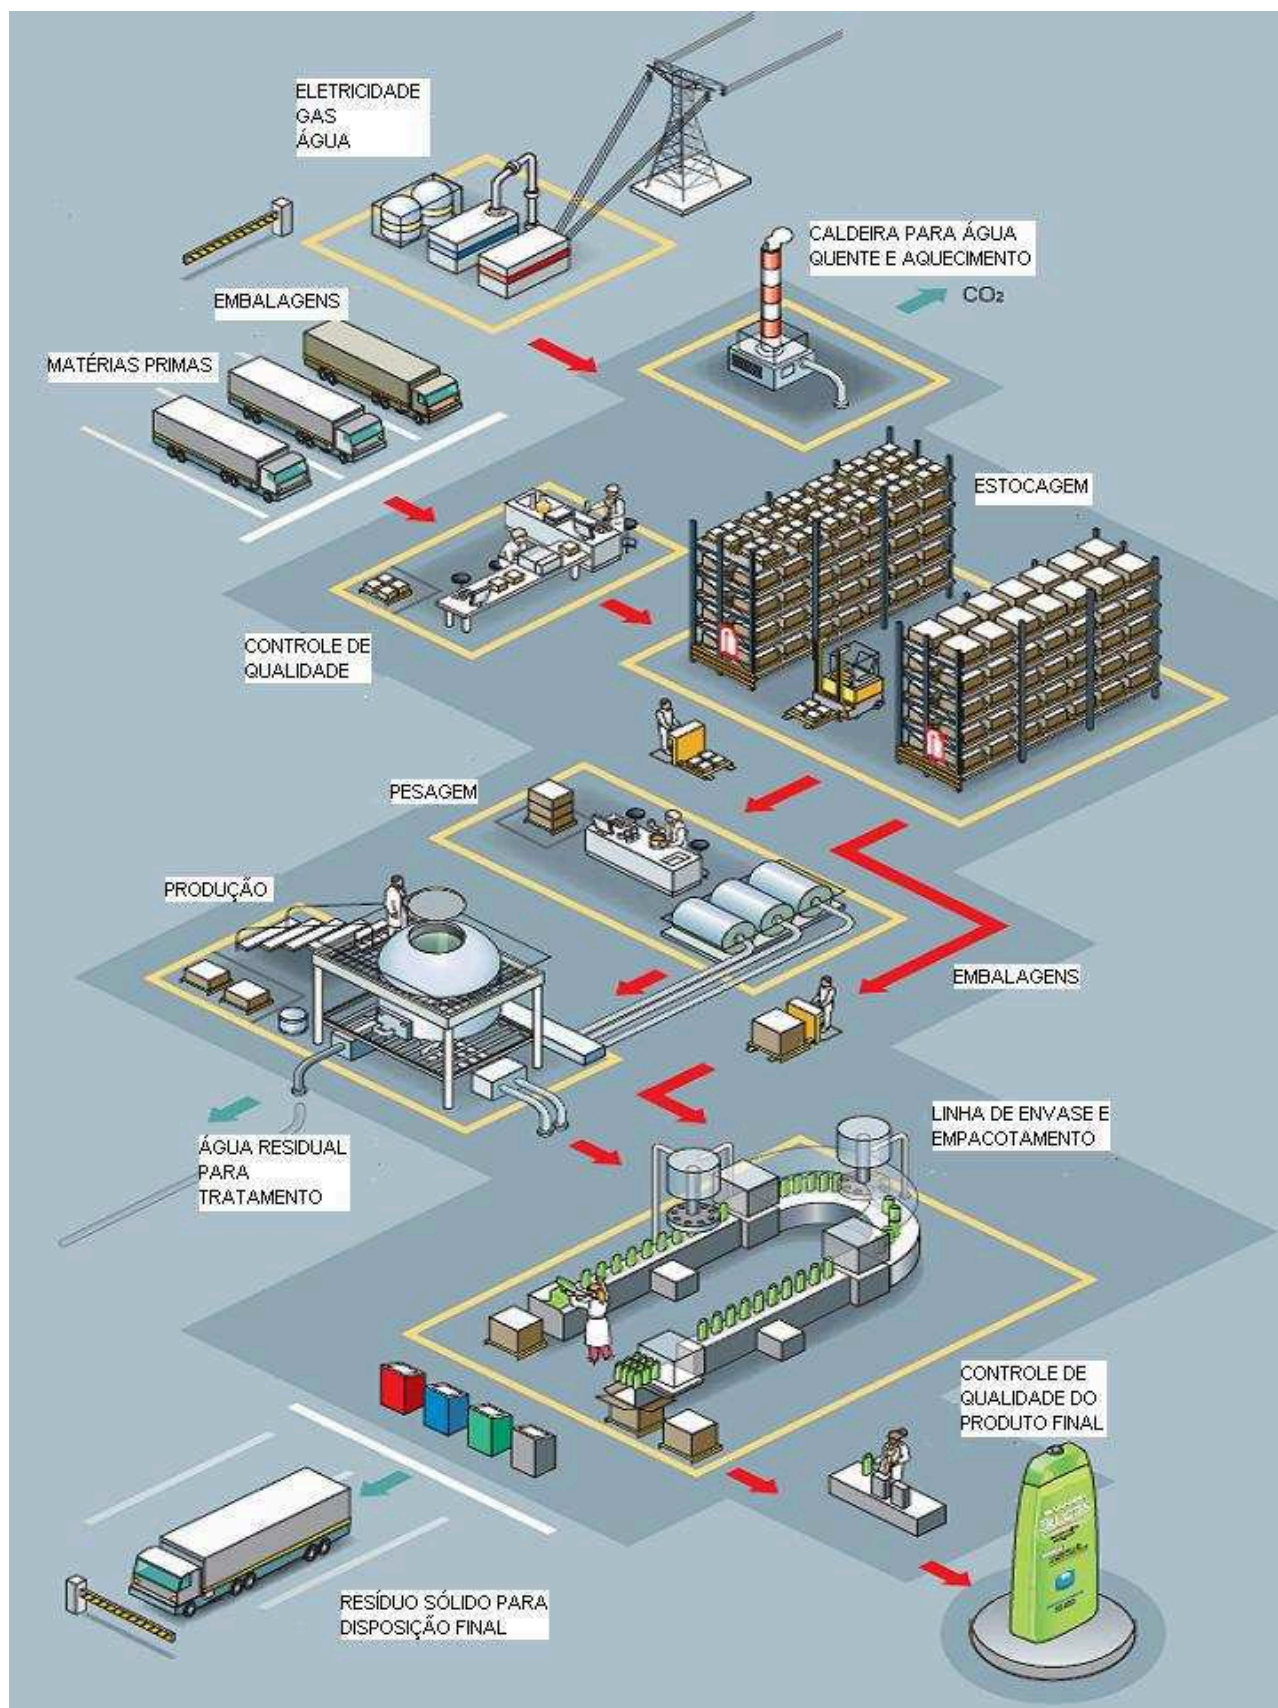 ELETRICIDADE
GAS
ÁGUA
CALDEIRA PARA ÁGUA
QUENTE E AQUECIMENTO
CO₂
EMBALAGENS
MATÉRIAS PRIMAS
ESTOCAGEM
CONTROLE DE
QUALIDADE
PESAGEM
PRODUÇÃO
EMBALAGENS
LINHA DE ENVASE E
EMPACOTAMENTO
ÁGUA RESIDUAL
PARA
TRATAMENTO
CONTROLE DE
QUALIDADE DO
PRODUTO FINAL
RESÍDUO SÓLIDO PARA
DISPOSIÇÃO FINAL